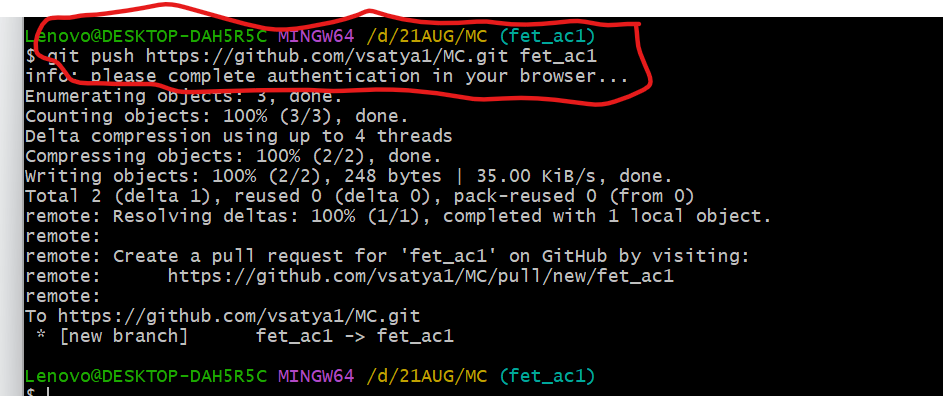 Lenovo@DESKTOP-DAH5R5C MINGW64 /d/21AUG/MC (fet_ac1)
$ git push https://github.com/vsatya1/MC.git fet_ac1
info: please complete authentication in your browser...
Enumerating objects: 3, done.
Counting objects: 100% (3/3), done.
Delta compression using up to 4 threads
Compressing objects: 100% (2/2), done.
Writing objects: 100% (2/2), 248 bytes | 35.00 KiB/s, done.
Total 2 (delta 1), reused 0 (delta 0), pack-reused 0 (from 0)
remote: Resolving deltas: 100% (1/1), completed with 1 local object.
remote:
remote: Create a pull request for 'fet_ac1' on GitHub by visiting:
remote:      https://github.com/vsatya1/MC/pull/new/fet_ac1
remote:
To https://github.com/vsatya1/MC.git
 * [new branch]      fet_ac1 -> fet_ac1
Lenovo@DESKTOP-DAH5R5C MINGW64 /d/21AUG/MC (fet_ac1)
$